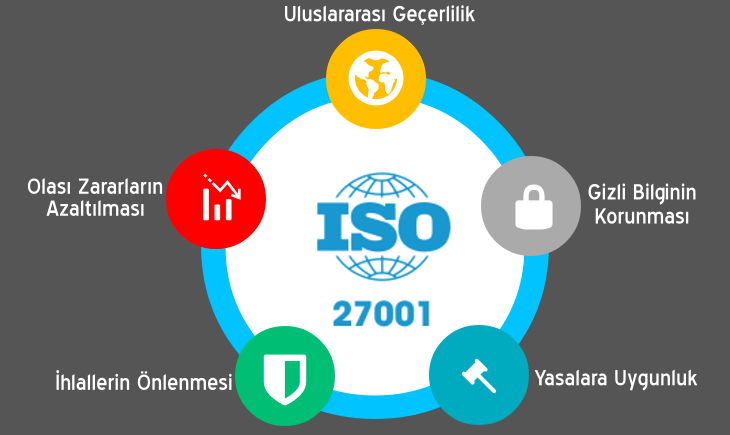 Uluslararası Geçerlilik
Olası Zararların
Azaltılması
Gizli Bilginin
Korunması
ISO
27001
İhlallerin Önlenmesi
Yasalara Uygunluk